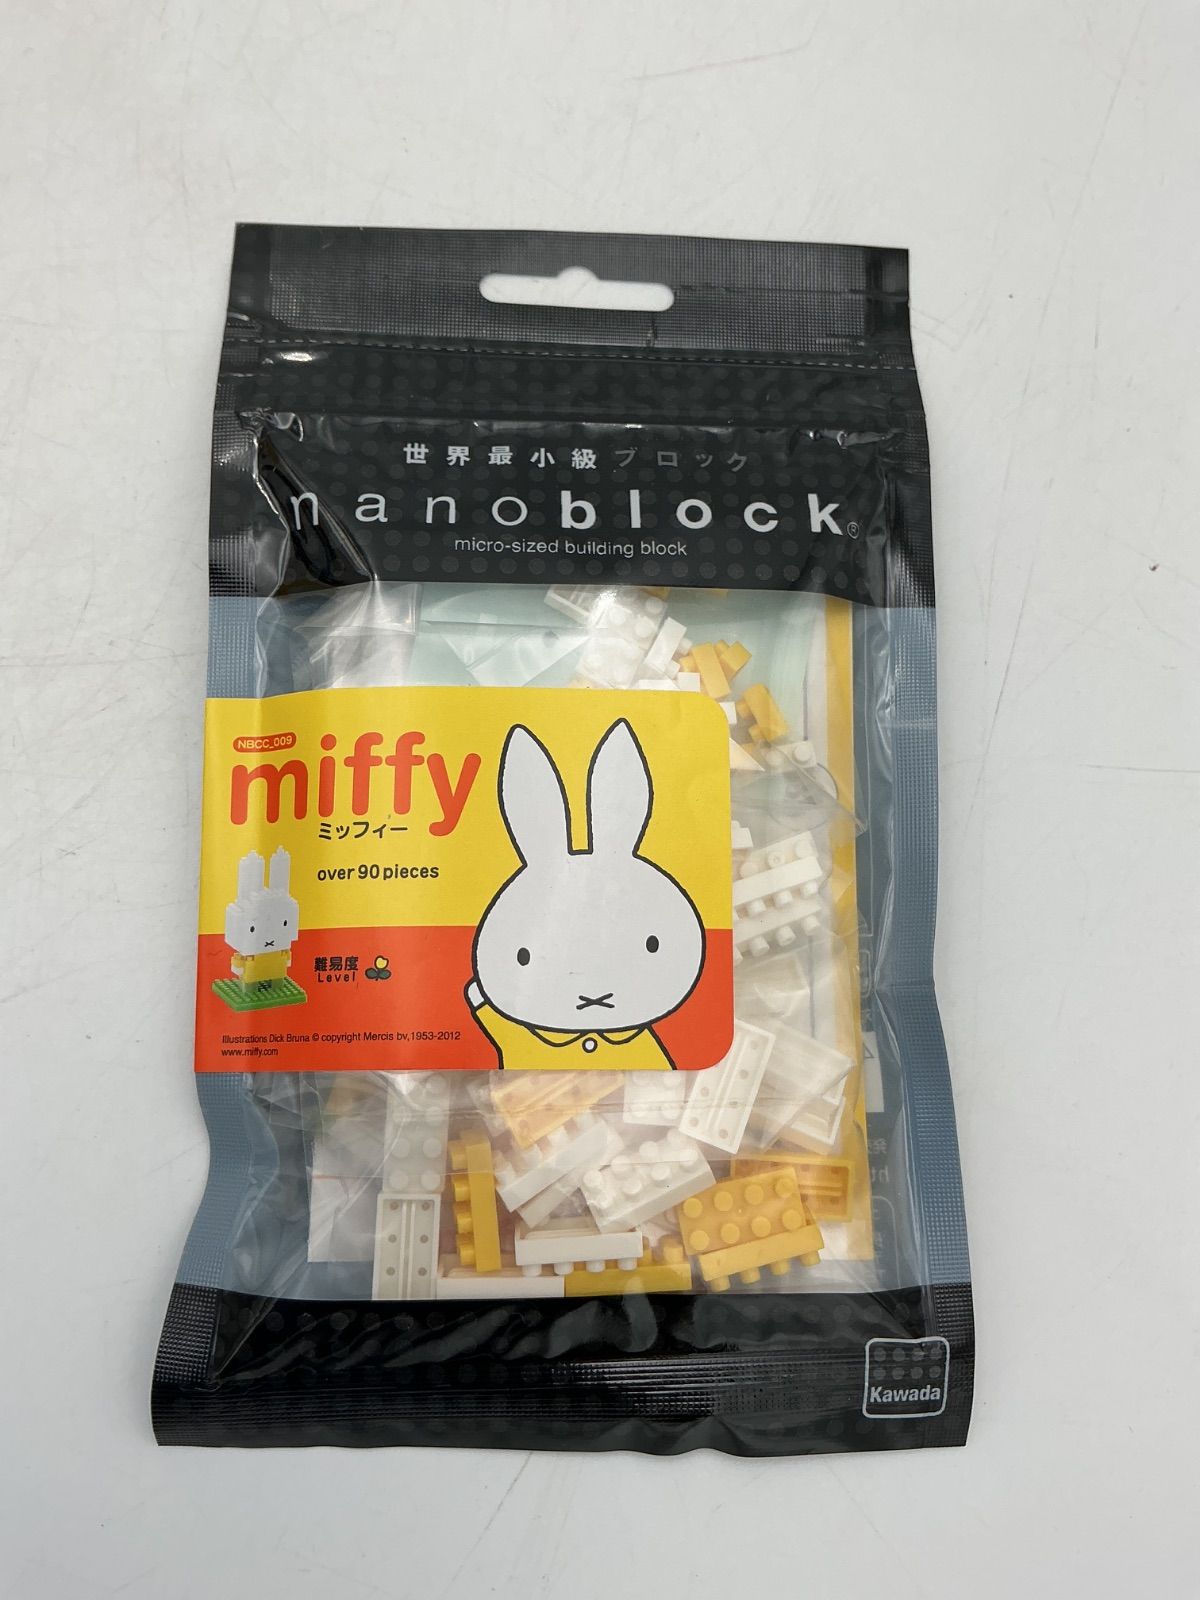 世界最小級ブロック
nanoblock®
micro-sized building block
NBCC_009
miffy
ミッフィー
over 90 pieces
難易度
Level
Illustrations Dick Bruna © copyright Mercis bv, 1953-2012
www.miffy.com
Kawada